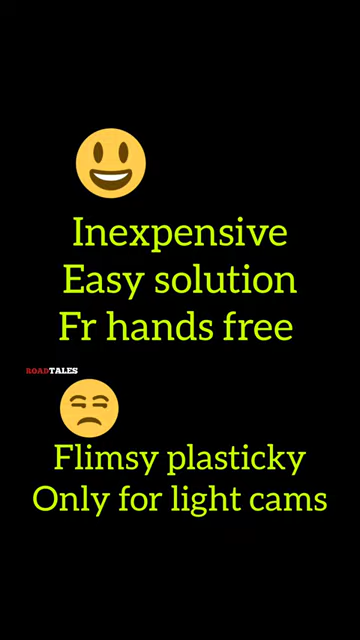 Inexpensive
Easy solution
Fr hands free
ROADTALES
Flimsy plasticky
Only for light cams